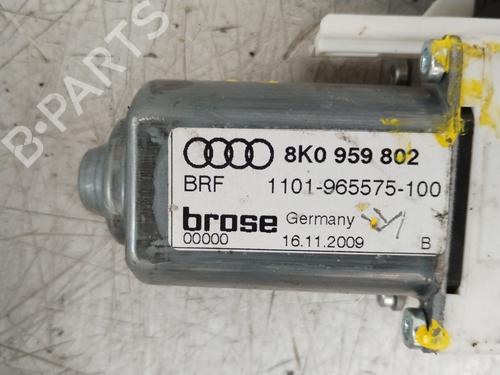 8K0 959 802
BRF 1101-965575-100
brose Germany
00000 16.11.2009 B
B-PARTS